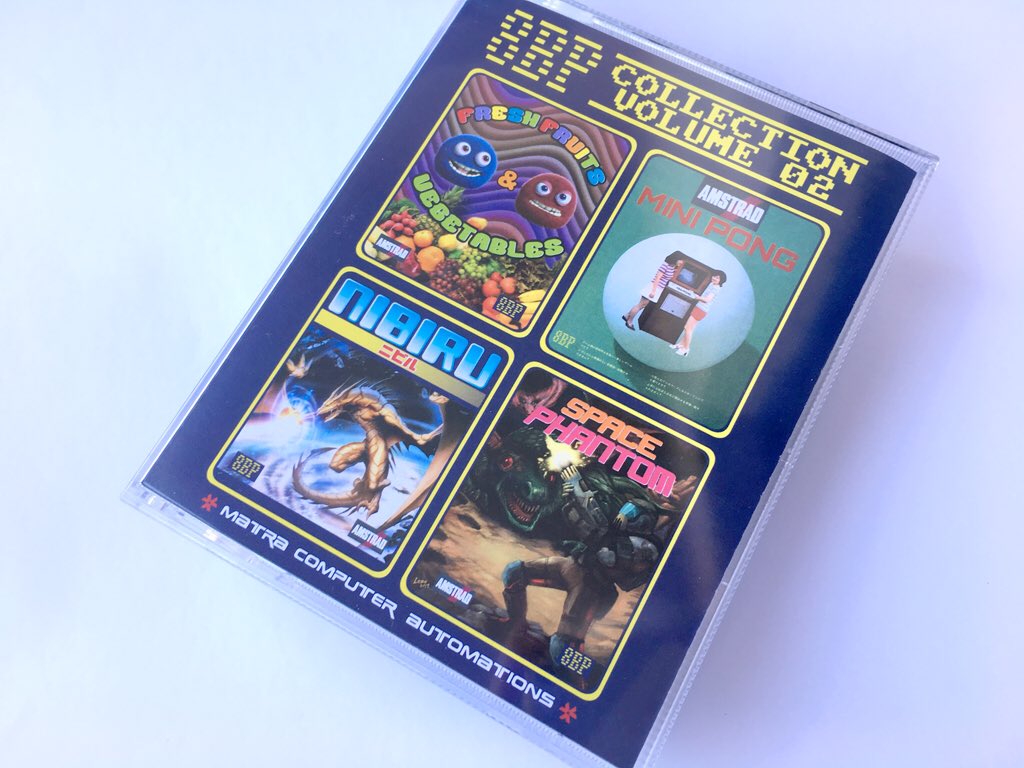 8BP
COLLECTION
VOLUME 02
FRESH FRUITS
&
VEGETABLES
AMSTRAD
8BP
AMSTRAD
MINI PONG
8BP
NIBIRU
ニビル
8BP
AMSTRAD
SPACE
PHANTOM
AMSTRAD
8BP
MATRA COMPUTER AUTOMATIONS